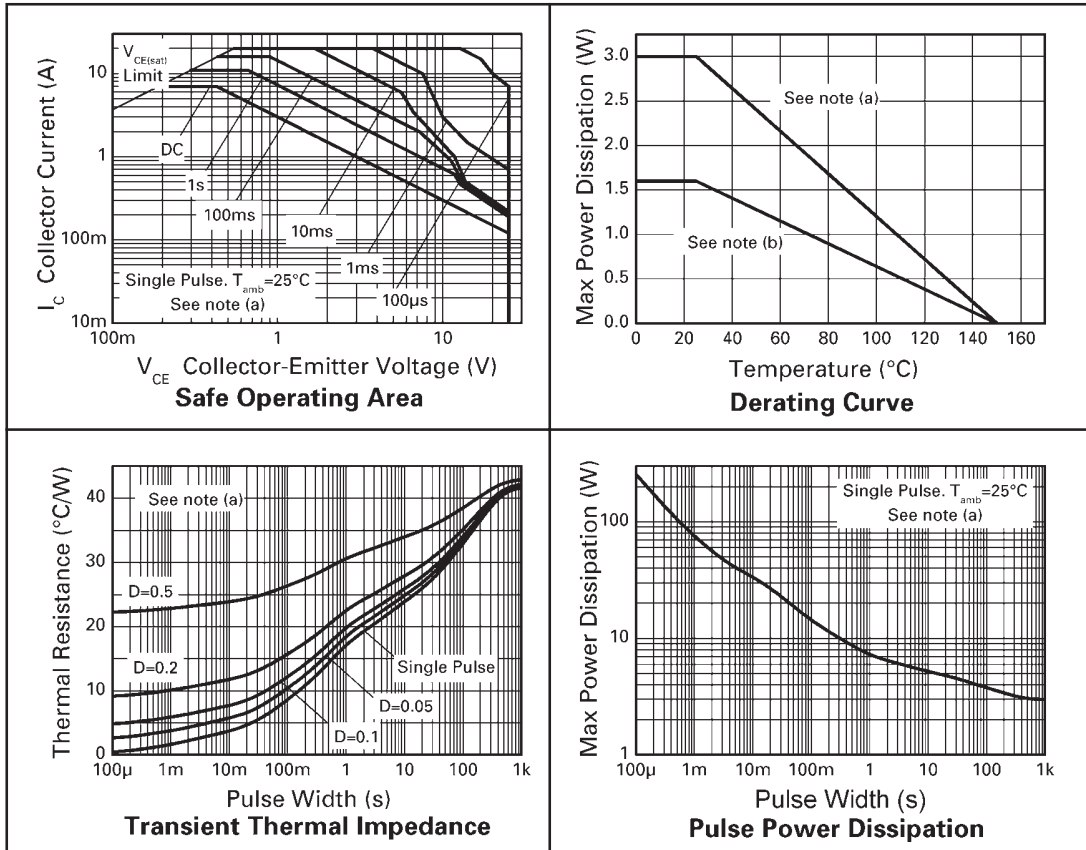 I_C Collector Current (A)
10
1
100m
10m
V_CE(sat)
Limit
DC
1s
100ms
10ms
1ms
100µs
Single Pulse. T_amb=25°C
See note (a)
100m 1 10
V_CE Collector-Emitter Voltage (V)
Safe Operating Area
Max Power Dissipation (W)
3.0
2.5
2.0
1.5
1.0
0.5
0.0
See note (a)
See note (b)
0 20 40 60 80 100 120 140 160
Temperature (°C)
Derating Curve
Thermal Resistance (°C/W)
40
30
20
10
0
See note (a)
D=0.5
D=0.2
Single Pulse
D=0.05
D=0.1
100µ 1m 10m 100m 1 10 100 1k
Pulse Width (s)
Transient Thermal Impedance
Max Power Dissipation (W)
100
10
1
Single Pulse. T_amb=25°C
See note (a)
100µ 1m 10m 100m 1 10 100 1k
Pulse Width (s)
Pulse Power Dissipation